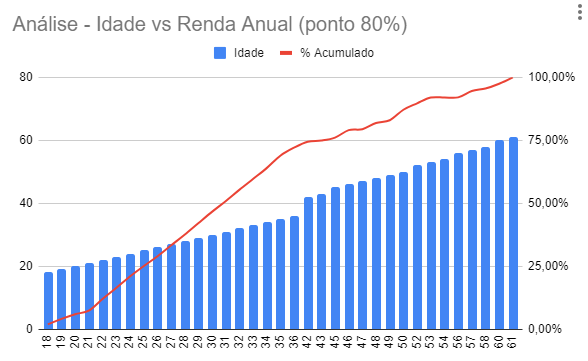 Análise - Idade vs Renda Anual (ponto 80%)
Idade % Acumulado
80 100,00%
60 75,00%
40 50,00%
20 25,00%
0 0,00%
18 19 20 21 22 23 24 25 26 27 28 29 30 31 32 33 34 35 36 42 43 45 46 47 48 49 50 52 53 54 56 57 58 60 61